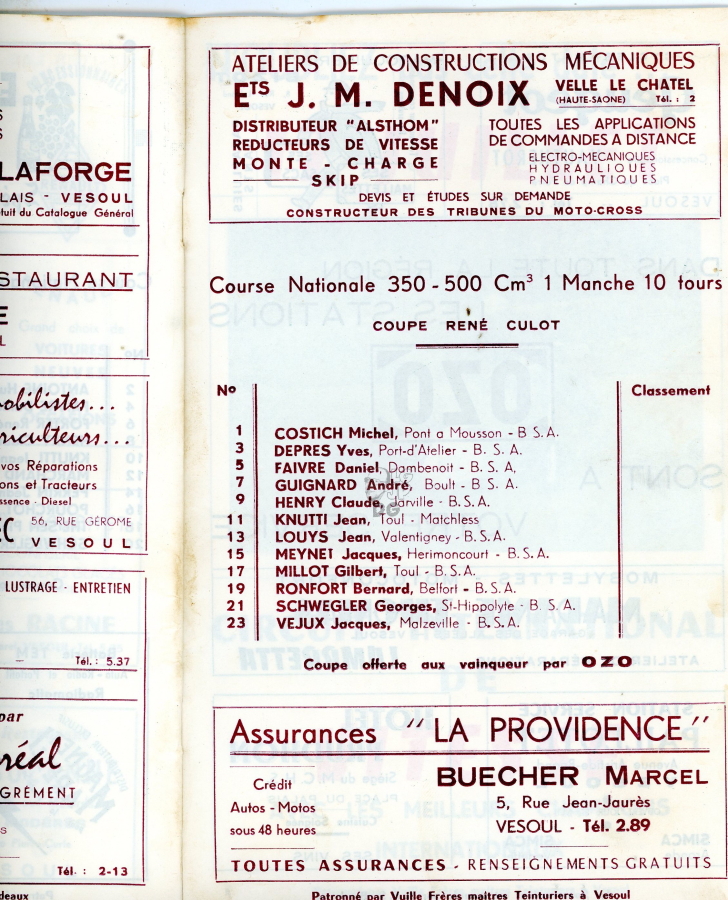 LAFORGE
LAIS - VESOUL
tuit du Catalogue Général
STAURANT
obilistes...
riculteurs...
vos Réparations
ons et Tracteurs
ssence - Diesel
56, RUE GÉROME
VESOUL
LUSTRAGE - ENTRETIEN
Tél. : 5.37
par
réal
GRÉMENT
Tél. : 2-13
deaux
ATELIERS DE CONSTRUCTIONS MÉCANIQUES
ETS J. M. DENOIX VELLE LE CHATEL
(HAUTE-SAONE) Tél. : 2
DISTRIBUTEUR "ALSTHOM" TOUTES LES APPLICATIONS
REDUCTEURS DE VITESSE DE COMMANDES A DISTANCE
MONTE - CHARGE ELECTRO-MECANIQUES
HYDRAULIQUES
SKIP PNEUMATIQUES
DEVIS ET ÉTUDES SUR DEMANDE
CONSTRUCTEUR DES TRIBUNES DU MOTO-CROSS
Course Nationale 350 - 500 Cm³ 1 Manche 10 tours
COUPE RENÉ CULOT
No Classement
1 COSTICH Michel, Pont a Mousson - B S.A.
3 DEPRES Yves, Port-d'Atelier - B. S. A.
5 FAIVRE Daniel, Dambenoit - B. S. A,
7 GUIGNARD André, Boult - B S. A.
9 HENRY Claude, Jarville - B. S. A.
11 KNUTTI Jean, Toul - Matchless
13 LOUYS Jean, Valentigney - B. S. A.
15 MEYNET Jacques, Herimoncourt - B. S. A.
17 MILLOT Gilbert, Toul - B. S. A.
19 RONFORT Bernard, Belfort - B. S. A.
21 SCHWEGLER Georges, St-Hippolyte - B. S. A.
23 VEJUX Jacques, Malzeville - B. S. A.
Coupe offerte aux vainqueur par OZO
Assurances "LA PROVIDENCE"
BUECHER MARCEL
Crédit
Autos - Motos
sous 48 heures
5, Rue Jean-Jaurès
VESOUL - Tél. 2.89
TOUTES ASSURANCES - RENSEIGNEMENTS GRATUITS
Patronné par Vuille Frères maitres Teinturiers à Vesoul